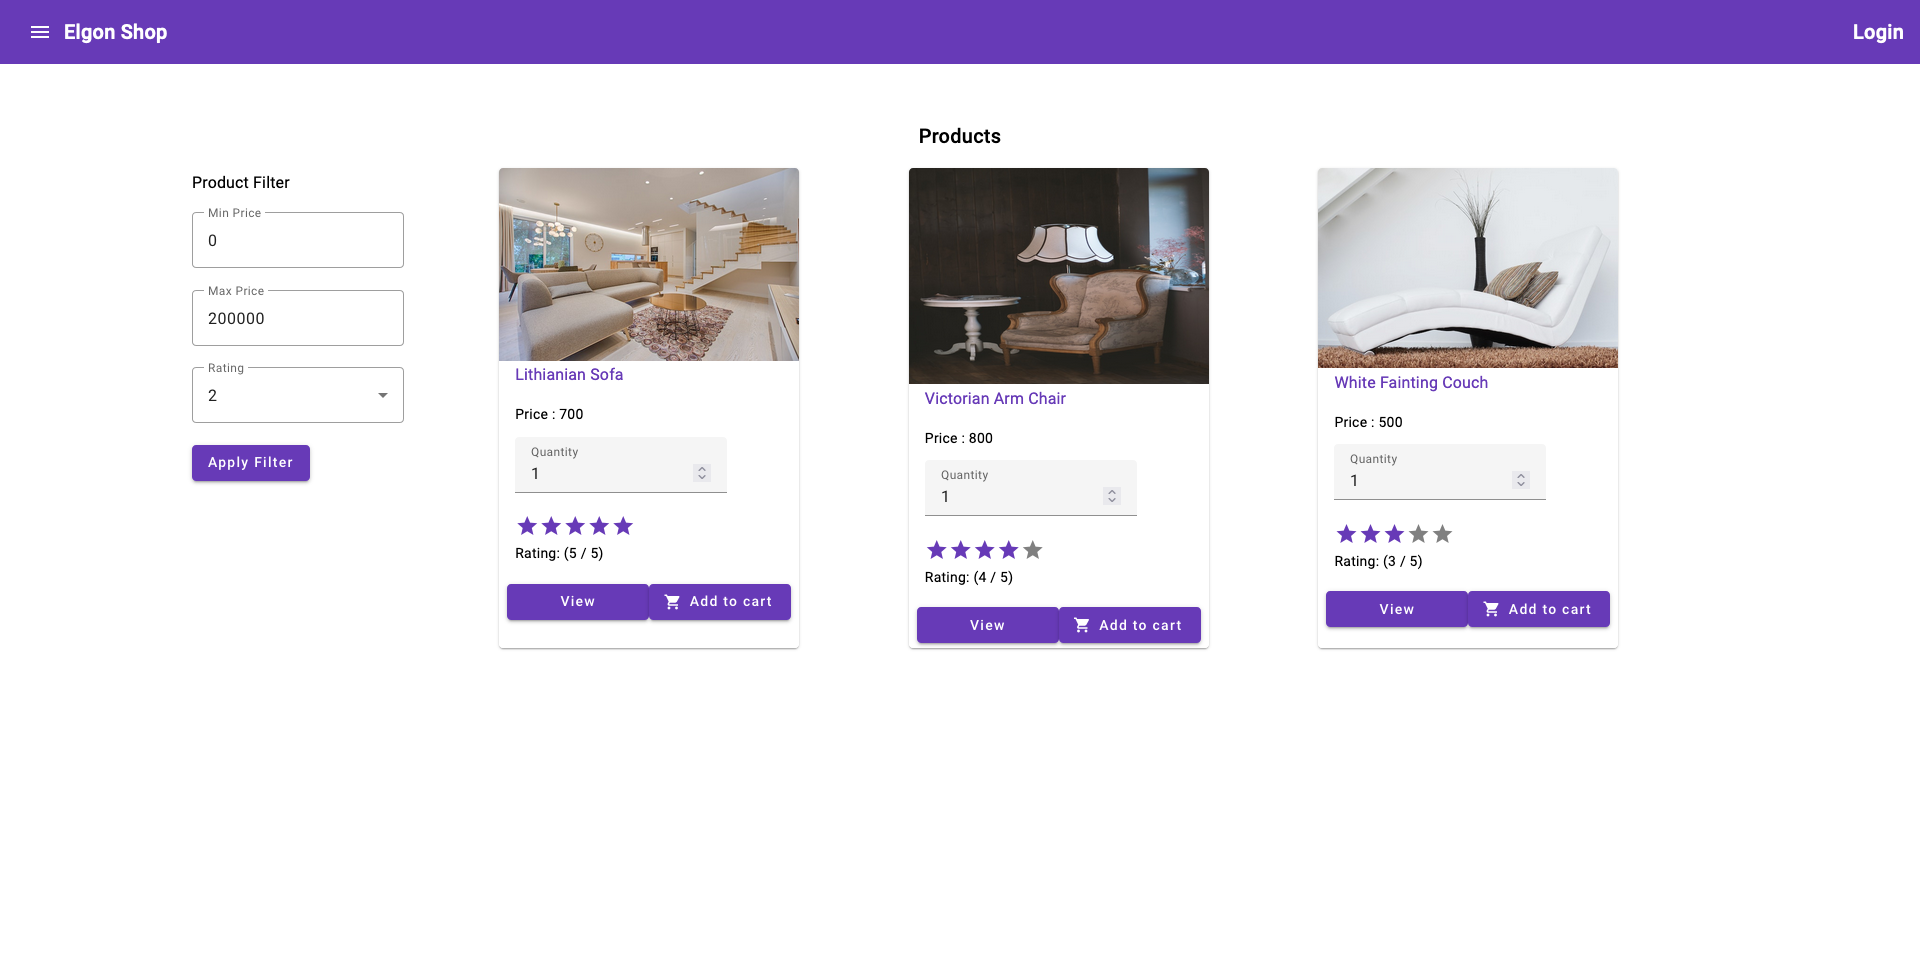 Elgon Shop
Login
Products
Product Filter
Min Price
0
Max Price
200000
Rating
2
Apply Filter
Lithianian Sofa
Price : 700
Quantity
1
Rating: (5 / 5)
View
Add to cart
Victorian Arm Chair
Price : 800
Quantity
1
Rating: (4 / 5)
View
Add to cart
White Fainting Couch
Price : 500
Quantity
1
Rating: (3 / 5)
View
Add to cart